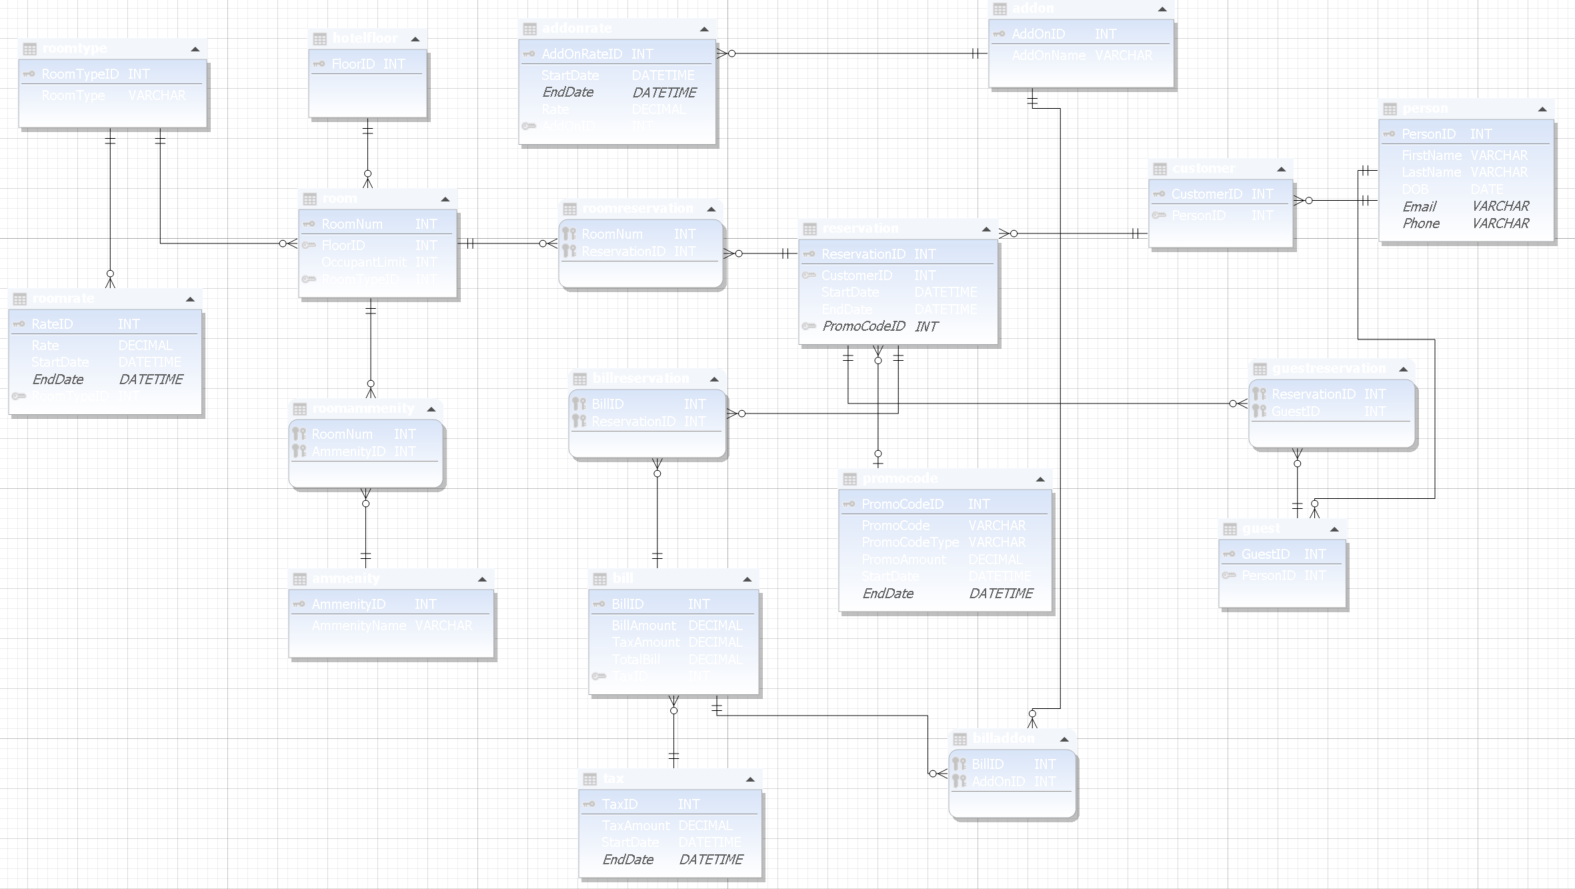 addon
AddOnID INT
AddOnName VARCHAR
addonrate
AddOnRateID INT
StartDate DATETIME
EndDate DATETIME
Rate DECIMAL
roomtype
RoomTypeID INT
RoomType VARCHAR
hotelfloor
FloorID INT
person
PersonID INT
FirstName VARCHAR
LastName VARCHAR
DOB DATE
Email VARCHAR
Phone VARCHAR
customer
CustomerID INT
PersonID INT
room
RoomNum INT
FloorID INT
OccupantLimit INT
roomreservation
RoomNum INT
ReservationID INT
reservation
ReservationID INT
CustomerID INT
StartDate DATETIME
EndDate DATETIME
PromoCodeID INT
roomrate
RateID INT
Rate DECIMAL
StartDate DATETIME
EndDate DATETIME
billreservation
BillID INT
ReservationID INT
guestreservation
ReservationID INT
GuestID INT
roomammenity
RoomNum INT
AmmenityID INT
promocode
PromoCodeID INT
PromoCode VARCHAR
PromoCodeType VARCHAR
PromoAmount DECIMAL
StartDate DATETIME
EndDate DATETIME
guest
GuestID INT
PersonID INT
ammenity
AmmenityID INT
AmmenityName VARCHAR
bill
BillID INT
BillAmount DECIMAL
TaxAmount DECIMAL
TotalBill DECIMAL
TaxID INT
billaddon
BillID INT
AddOnID INT
tax
TaxID INT
TaxAmount DECIMAL
StartDate DATETIME
EndDate DATETIME